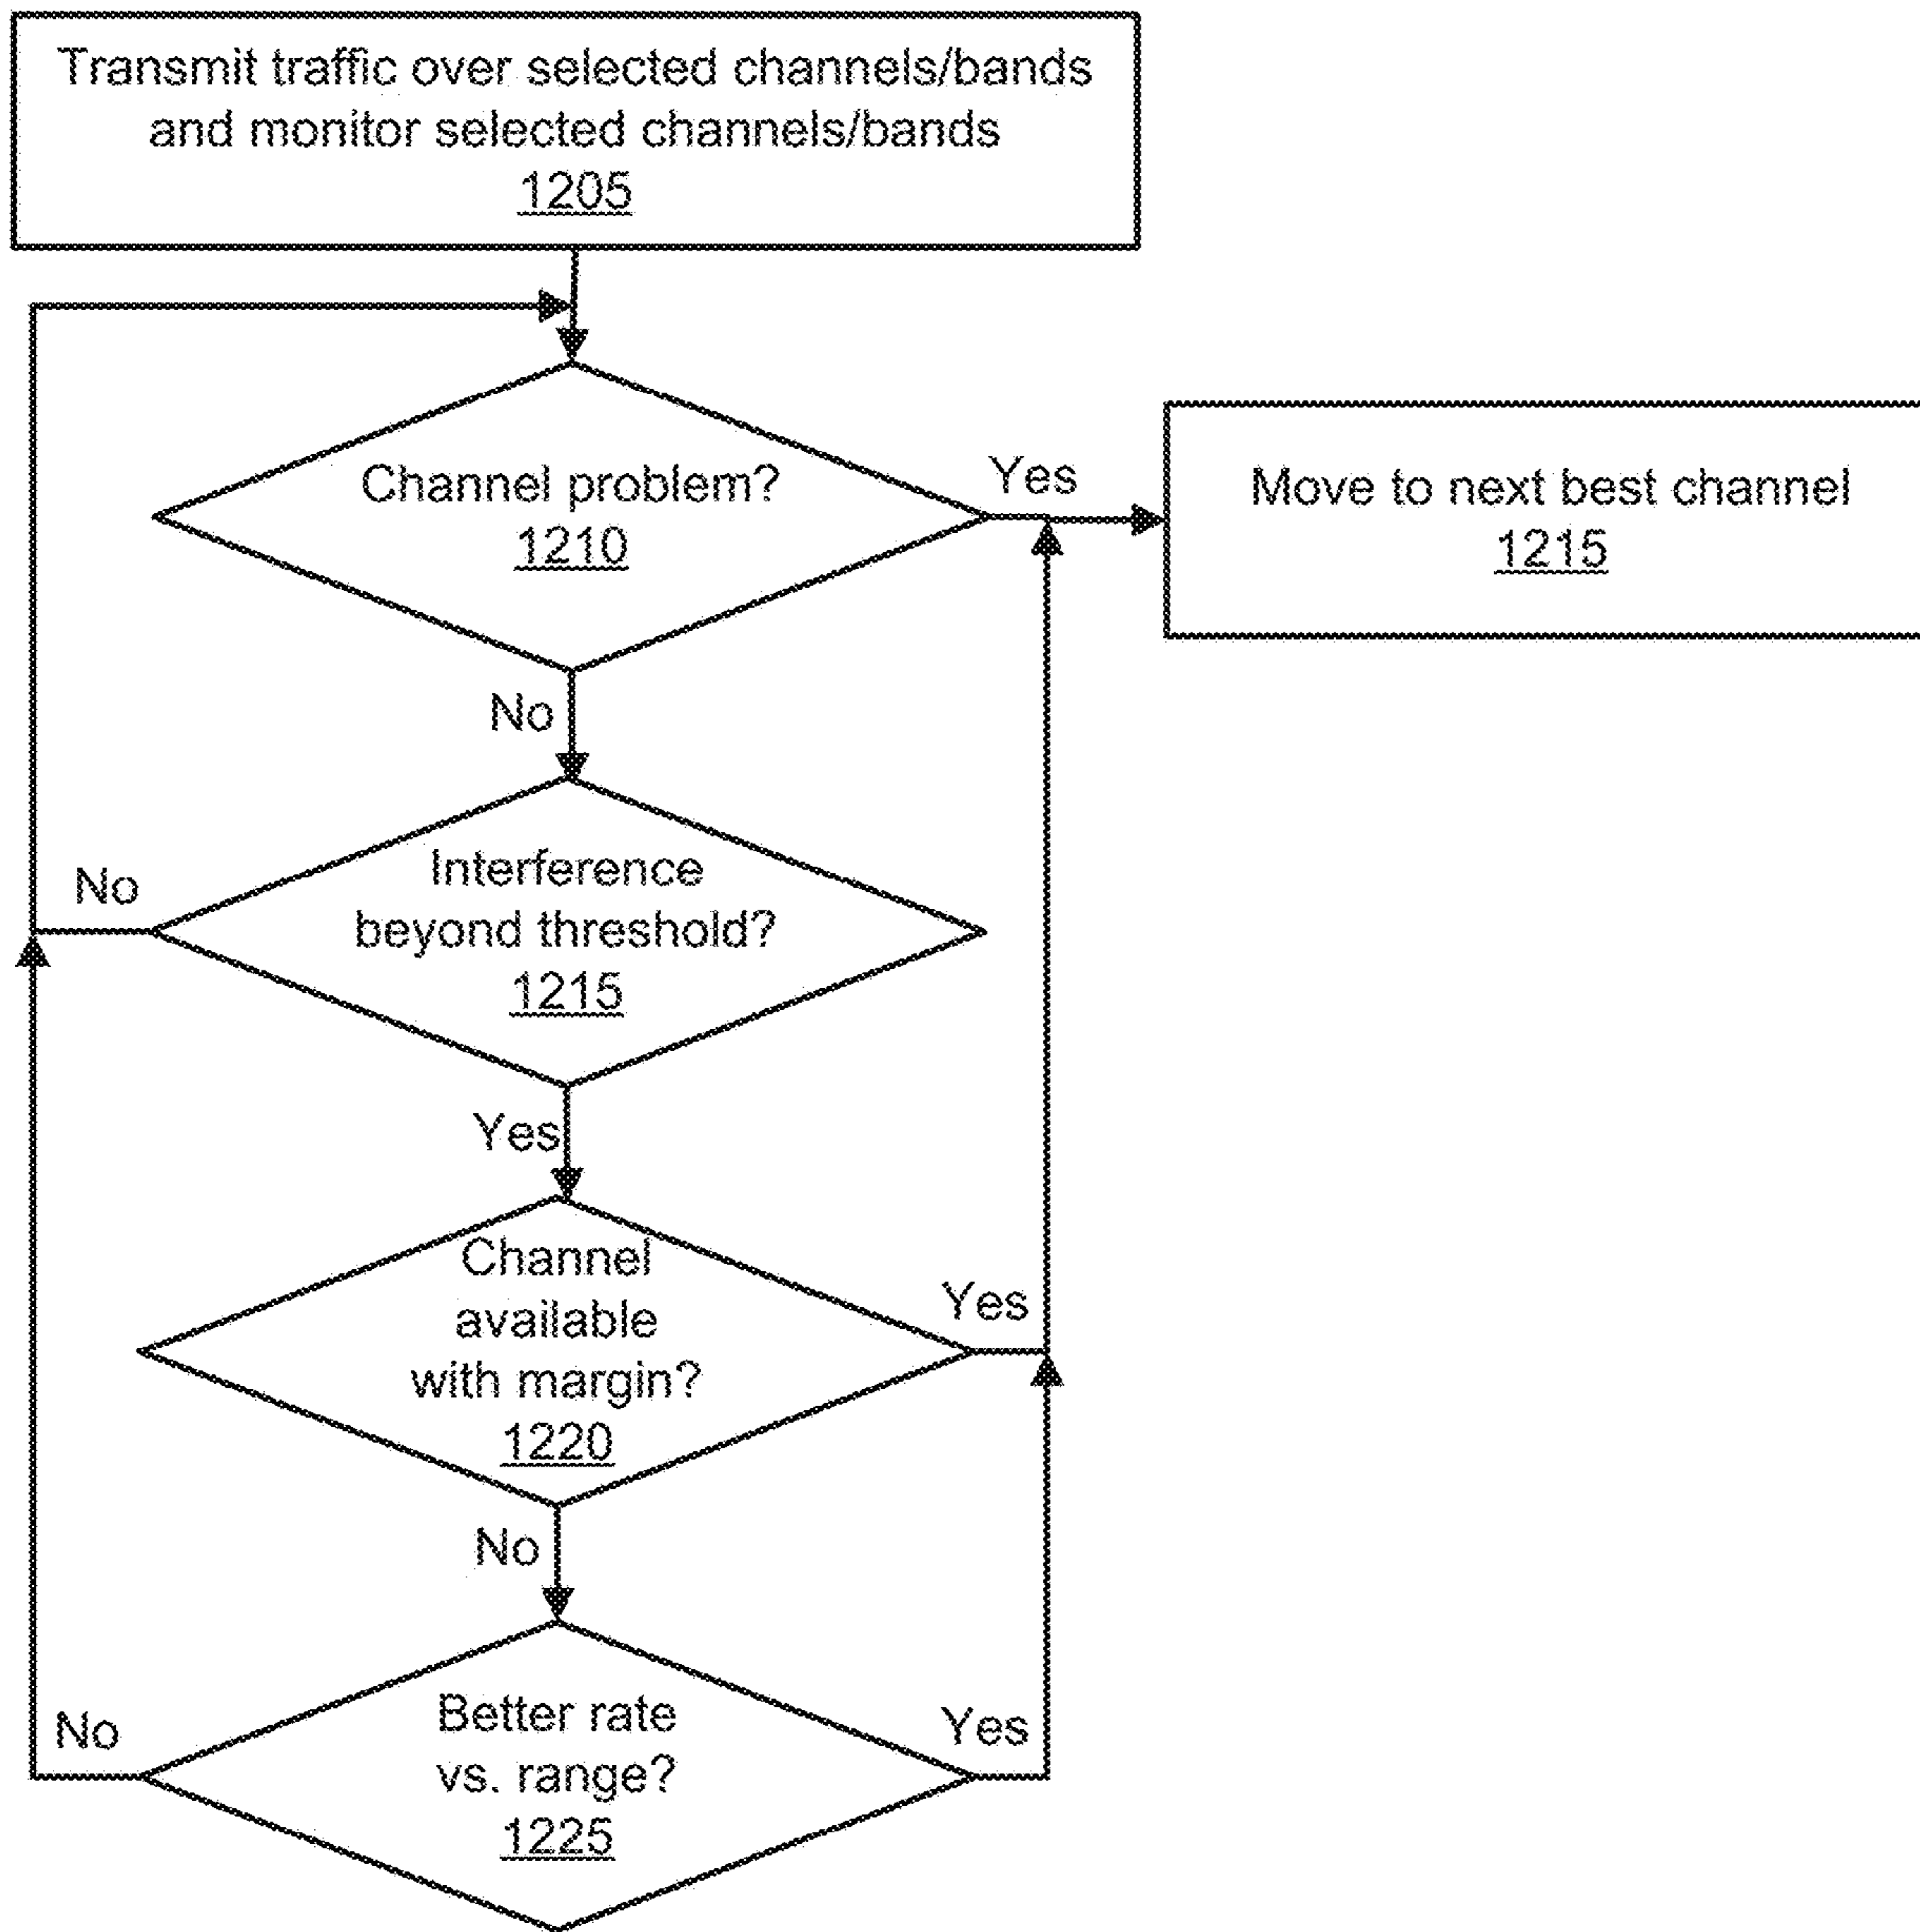 Transmit traffic over selected channels/bands
and monitor selected channels/bands
1205
Channel problem?
1210
Yes
Move to next best channel
1215
No
Interference
beyond threshold?
1215
No
Yes
Channel
available
with margin?
1220
Yes
No
Better rate
vs. range?
1225
No
Yes